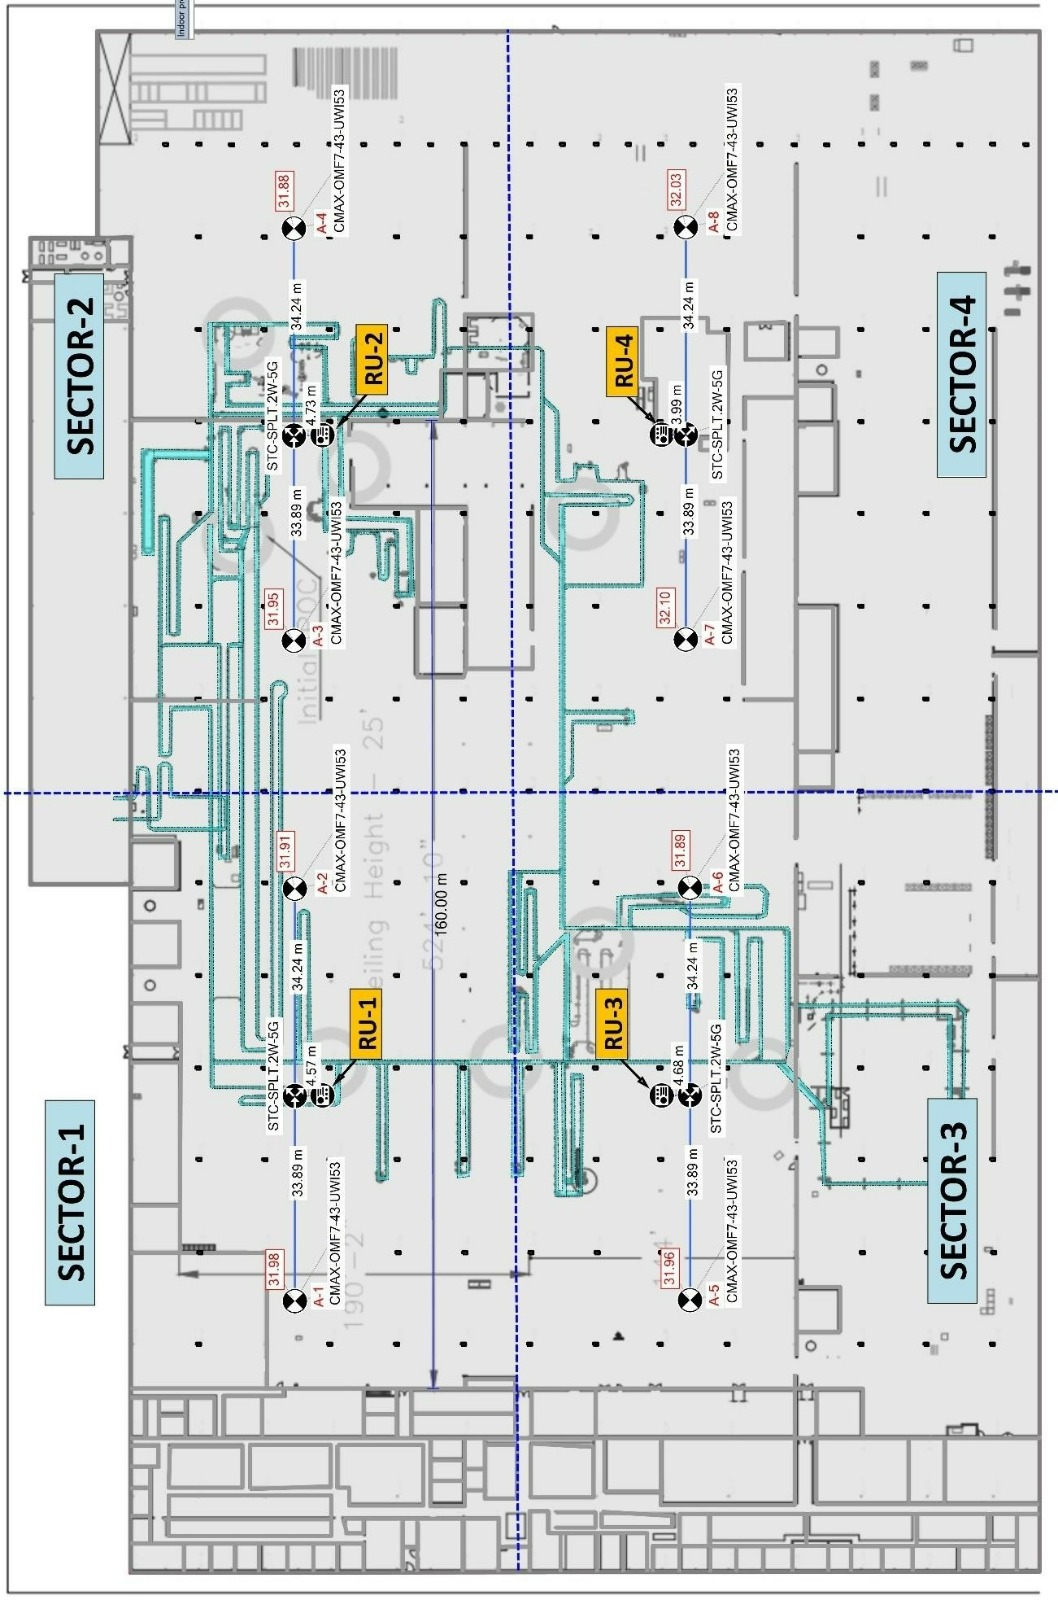 SECTOR-1
SECTOR-2
Indoor pr
31.98
STC-SPLT.2W-5G
33.89 m
34.24 m
31.91
4.57 m
A-1
CMAX-OMF7-43-UWI53
A-2
CMAX-OMF7-43-UWI53
RU-1
31.95
STC-SPLT.2W-5G
33.89 m
34.24 m
31.88
Initial
OC
4.73 m
A-3
CMAX-OMF7-43-UWI53
A-4
CMAX-OMF7-43-UWI53
RU-2
190'-2"
eiling Height - 25'
524'-10"
160.00 m
RU-3
RU-4
31.96
4.68 m
33.89 m
34.24 m
31.89
A-5
STC-SPLT.2W-5G
A-6
CMAX-OMF7-43-UWI53
CMAX-OMF7-43-UWI53
32.10
3.99 m
33.89 m
34.24 m
32.03
A-7
STC-SPLT.2W-5G
A-8
CMAX-OMF7-43-UWI53
CMAX-OMF7-43-UWI53
SECTOR-3
SECTOR-4